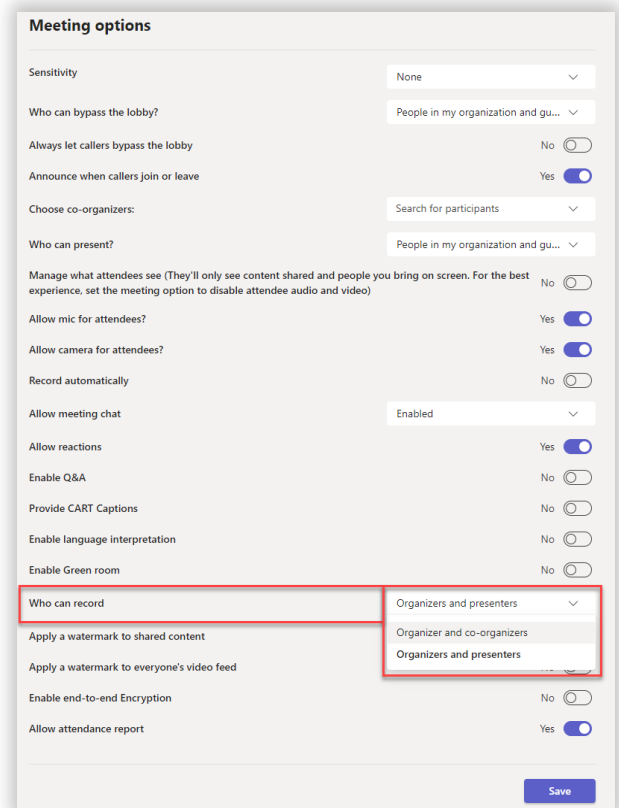 Meeting options
Sensitivity
None
Who can bypass the lobby?
People in my organization and gu...
Always let callers bypass the lobby
No
Announce when callers join or leave
Yes
Choose co-organizers:
Search for participants
Who can present?
People in my organization and gu...
Manage what attendees see (They'll only see content shared and people you bring on screen. For the best
experience, set the meeting option to disable attendee audio and video)
No
Allow mic for attendees?
Yes
Allow camera for attendees?
Yes
Record automatically
No
Allow meeting chat
Enabled
Allow reactions
Yes
Enable Q&A
No
Provide CART Captions
No
Enable language interpretation
No
Enable Green room
No
Who can record
Organizers and presenters
Organizer and co-organizers
Organizers and presenters
Apply a watermark to shared content
Apply a watermark to everyone's video feed
Enable end-to-end Encryption
No
Allow attendance report
Yes
Save